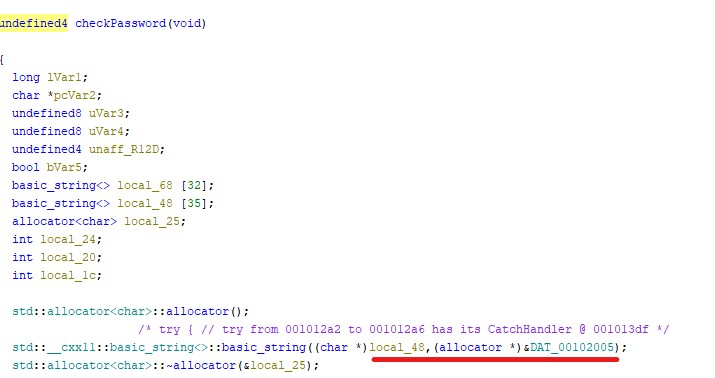 undefined4 checkPassword(void)
{
long lVar1;
char *pcVar2;
undefined8 uVar3;
undefined8 uVar4;
undefined4 unaff_R12D;
bool bVar5;
basic_string<> local_68 [32];
basic_string<> local_48 [35];
allocator<char> local_25;
int local_24;
int local_20;
int local_1c;
std::allocator<char>::allocator();
/* try { // try from 001012a2 to 001012a6 has its CatchHandler @ 001013df */
std::__cxx11::basic_string<>::basic_string((char *)local_48,(allocator *)&DAT_00102005);
std::allocator<char>::~allocator(&local_25);